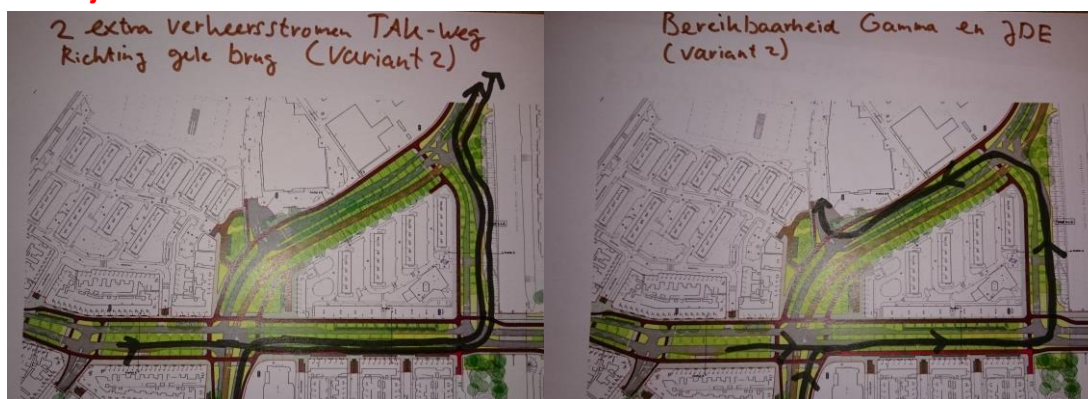 2 extra verkeersstromen TAK-weg
Richting gele brug (Variant 2)
Bereikbaarheid Gamma en JDE
(variant 2)